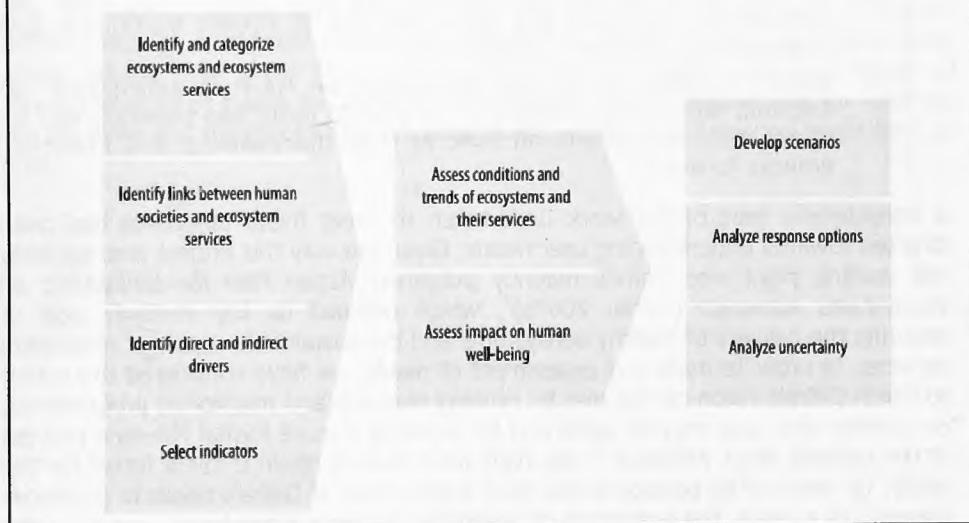 Identify and categorize
ecosystems and ecosystem
services
Identify links between human
societies and ecosystem
services
Identify direct and indirect
drivers
Select indicators
Assess conditions and
trends of ecosystems and
their services
Assess impact on human
well-being
Develop scenarios
Analyze response options
Analyze uncertainty